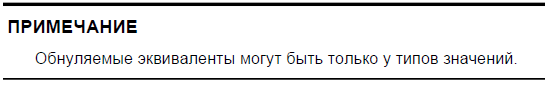 ПРИМЕЧАНИЕ
Обнуляемые эквиваленты могут быть только у типов значений.